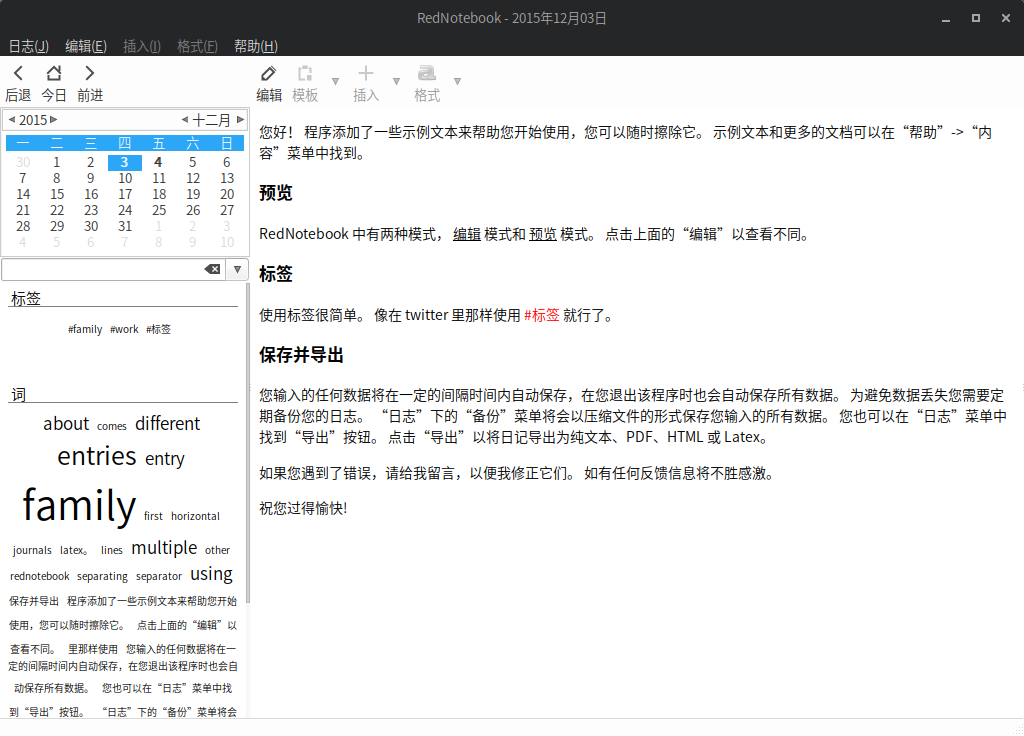 RedNotebook - 2015年12月03日
日志(J) 编辑(E) 插入(I) 格式(F) 帮助(H)
后退 今日 前进 编辑 模板 插入 格式
2015 十二月
一 二 三 四 五 六 日
30 1 2 3 4 5 6
7 8 9 10 11 12 13
14 15 16 17 18 19 20
21 22 23 24 25 26 27
28 29 30 31 1 2 3
4 5 6 7 8 9 10
标签
#family #work #标签
词
about comes different
entries entry
family first horizontal
journals latex。 lines multiple other
rednotebook separating separator using
保存并导出 程序添加了一些示例文本来帮助您开始
使用，您可以随时擦除它。 点击上面的“编辑”以
查看不同。 里那样使用 您输入的任何数据将在一
定的间隔时间内自动保存，在您退出该程序时也会自
动保存所有数据。 您也可以在“日志”菜单中找
到“导出”按钮。 “日志”下的“备份”菜单将会
您好！ 程序添加了一些示例文本来帮助您开始使用，您可以随时擦除它。 示例文本和更多的文档可以在“帮助”->“内
容”菜单中找到。
预览
RedNotebook 中有两种模式， 编辑 模式和 预览 模式。 点击上面的“编辑”以查看不同。
标签
使用标签很简单。 像在 twitter 里那样使用 #标签 就行了。
保存并导出
您输入的任何数据将在一定的间隔时间内自动保存，在您退出该程序时也会自动保存所有数据。 为避免数据丢失您需要定
期备份您的日志。 “日志”下的“备份”菜单将会以压缩文件的形式保存您输入的所有数据。 您也可以在“日志”菜单中
找到“导出”按钮。 点击“导出”以将日记导出为纯文本、PDF、HTML 或 Latex。
如果您遇到了错误，请给我留言，以便我修正它们。 如有任何反馈信息将不胜感激。
祝您过得愉快!